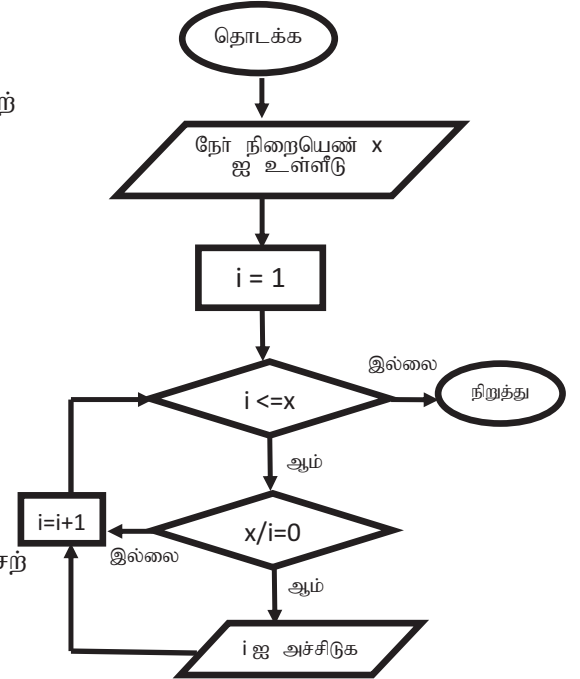 தொடக்க
நேர் நிறையெண் x
ஐ உள்ளீடு
i = 1
i <=x
இல்லை
நிறுத்து
ஆம்
x/i=0
இல்லை
i=i+1
ஆம்
i ஐ அச்சிடுக